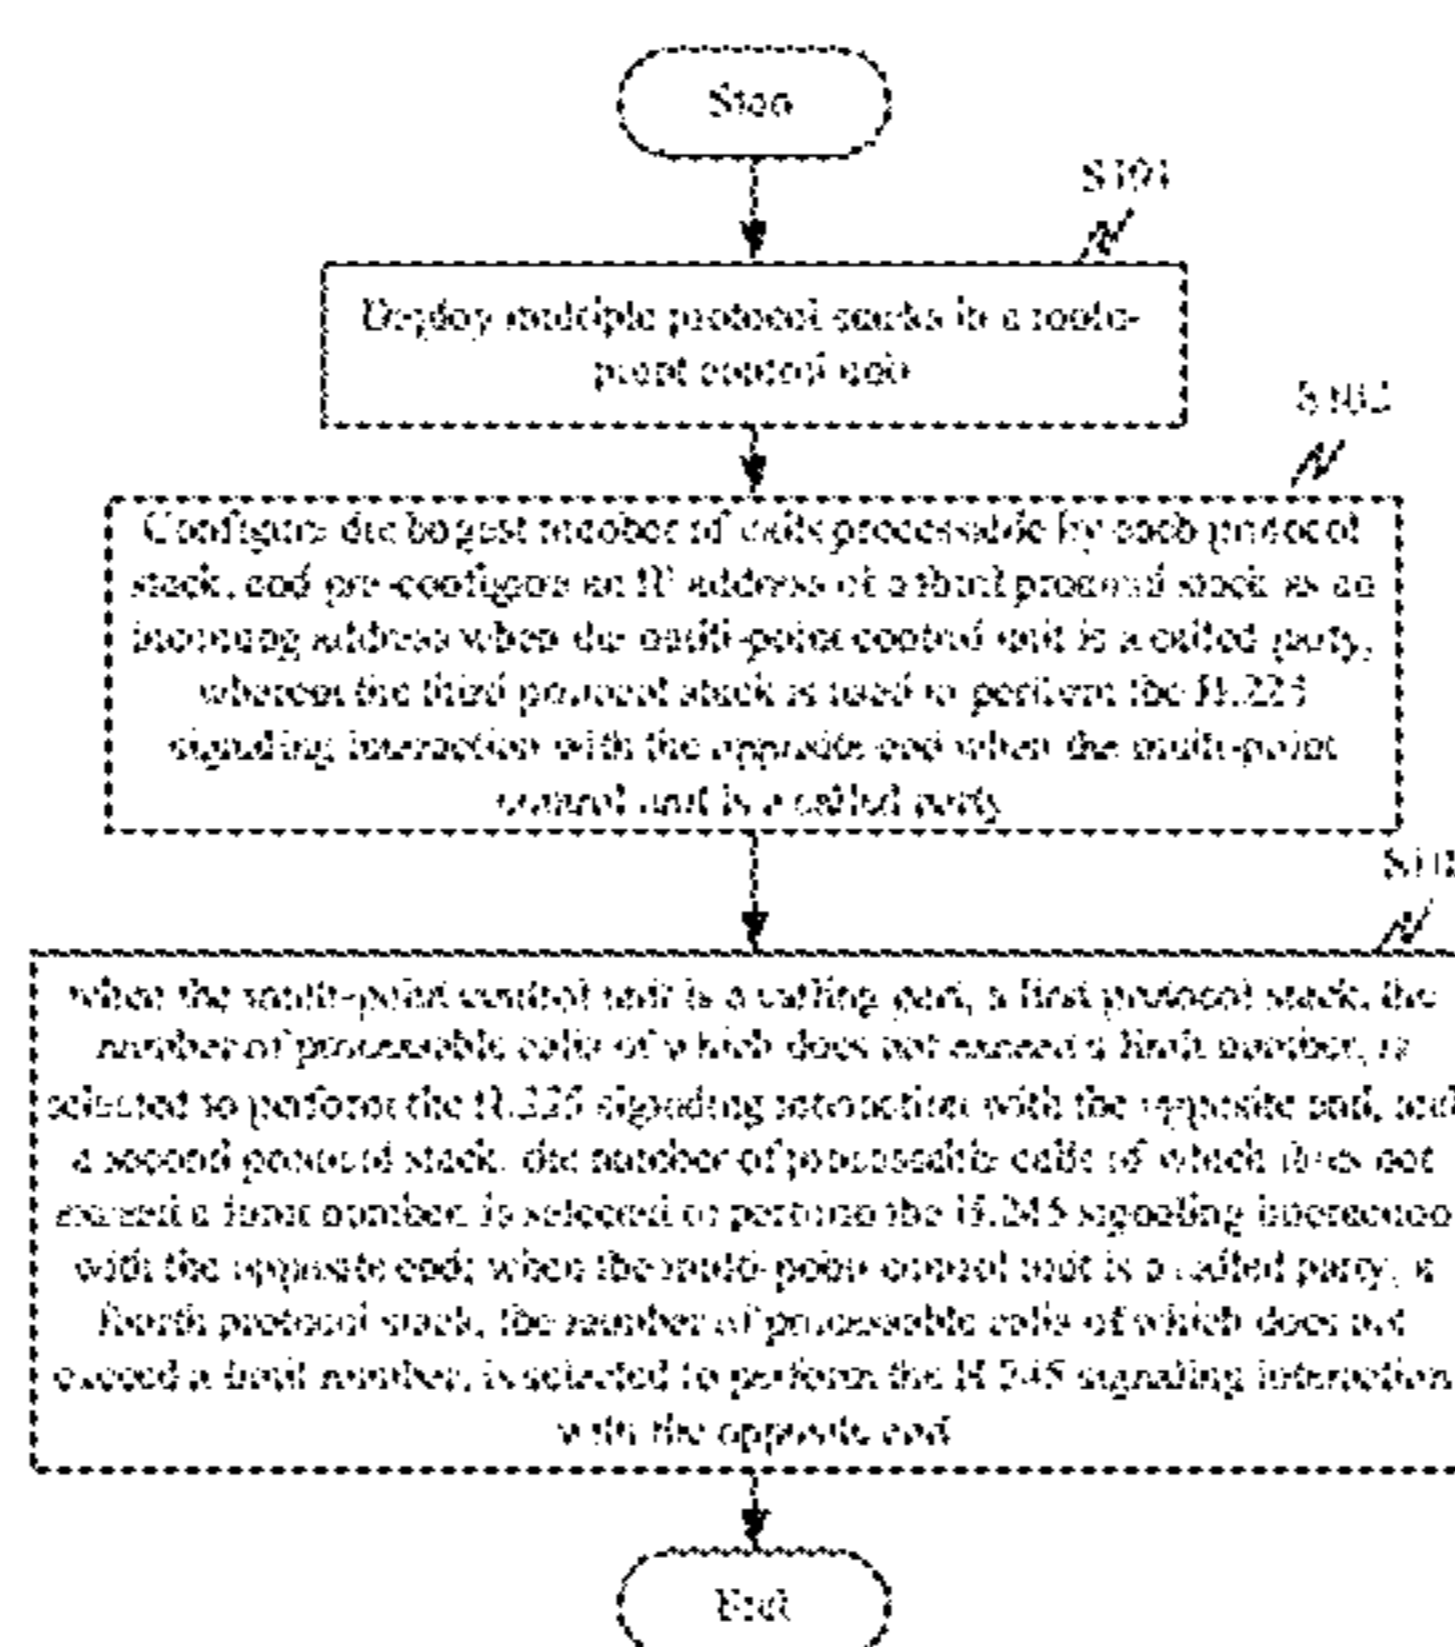 Start
S101
Deploy multiple protocol stacks in a multi-
point control unit
S102
Configure the largest number of calls processable by each protocol
stack, and pre-configure an IP address of a third protocol stack as an
incoming address when the multi-point control unit is a called party,
wherein the third protocol stack is used to perform the H.225
signaling interaction with the opposite end when the multi-point
control unit is a called party
S10
when the multi-point control unit is a calling part, a first protocol stack, the
number of processable calls of which does not exceed a limit number, is
selected to perform the H.225 signaling interaction with the opposite end, and
a second protocol stack, the number of processable calls of which does not
exceed a limit number, is selected to perform the H.245 signaling interaction
with the opposite end; when the multi-point control unit is a called party, a
fourth protocol stack, the number of processable calls of which does not
exceed a limit number, is selected to perform the H.245 signaling interaction
with the opposite end
End